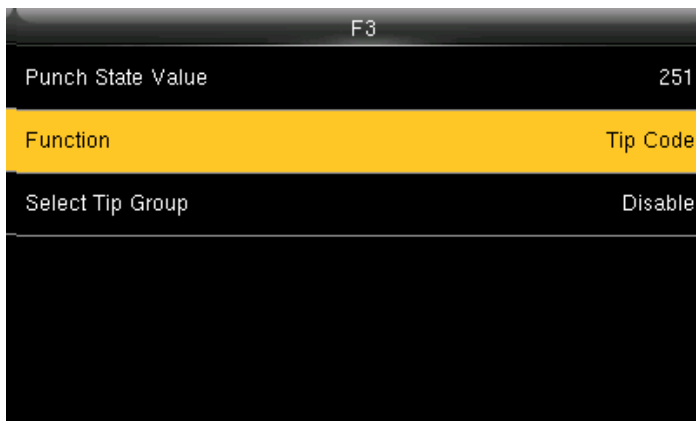 F3
Punch State Value 251
Function Tip Code
Select Tip Group Disable